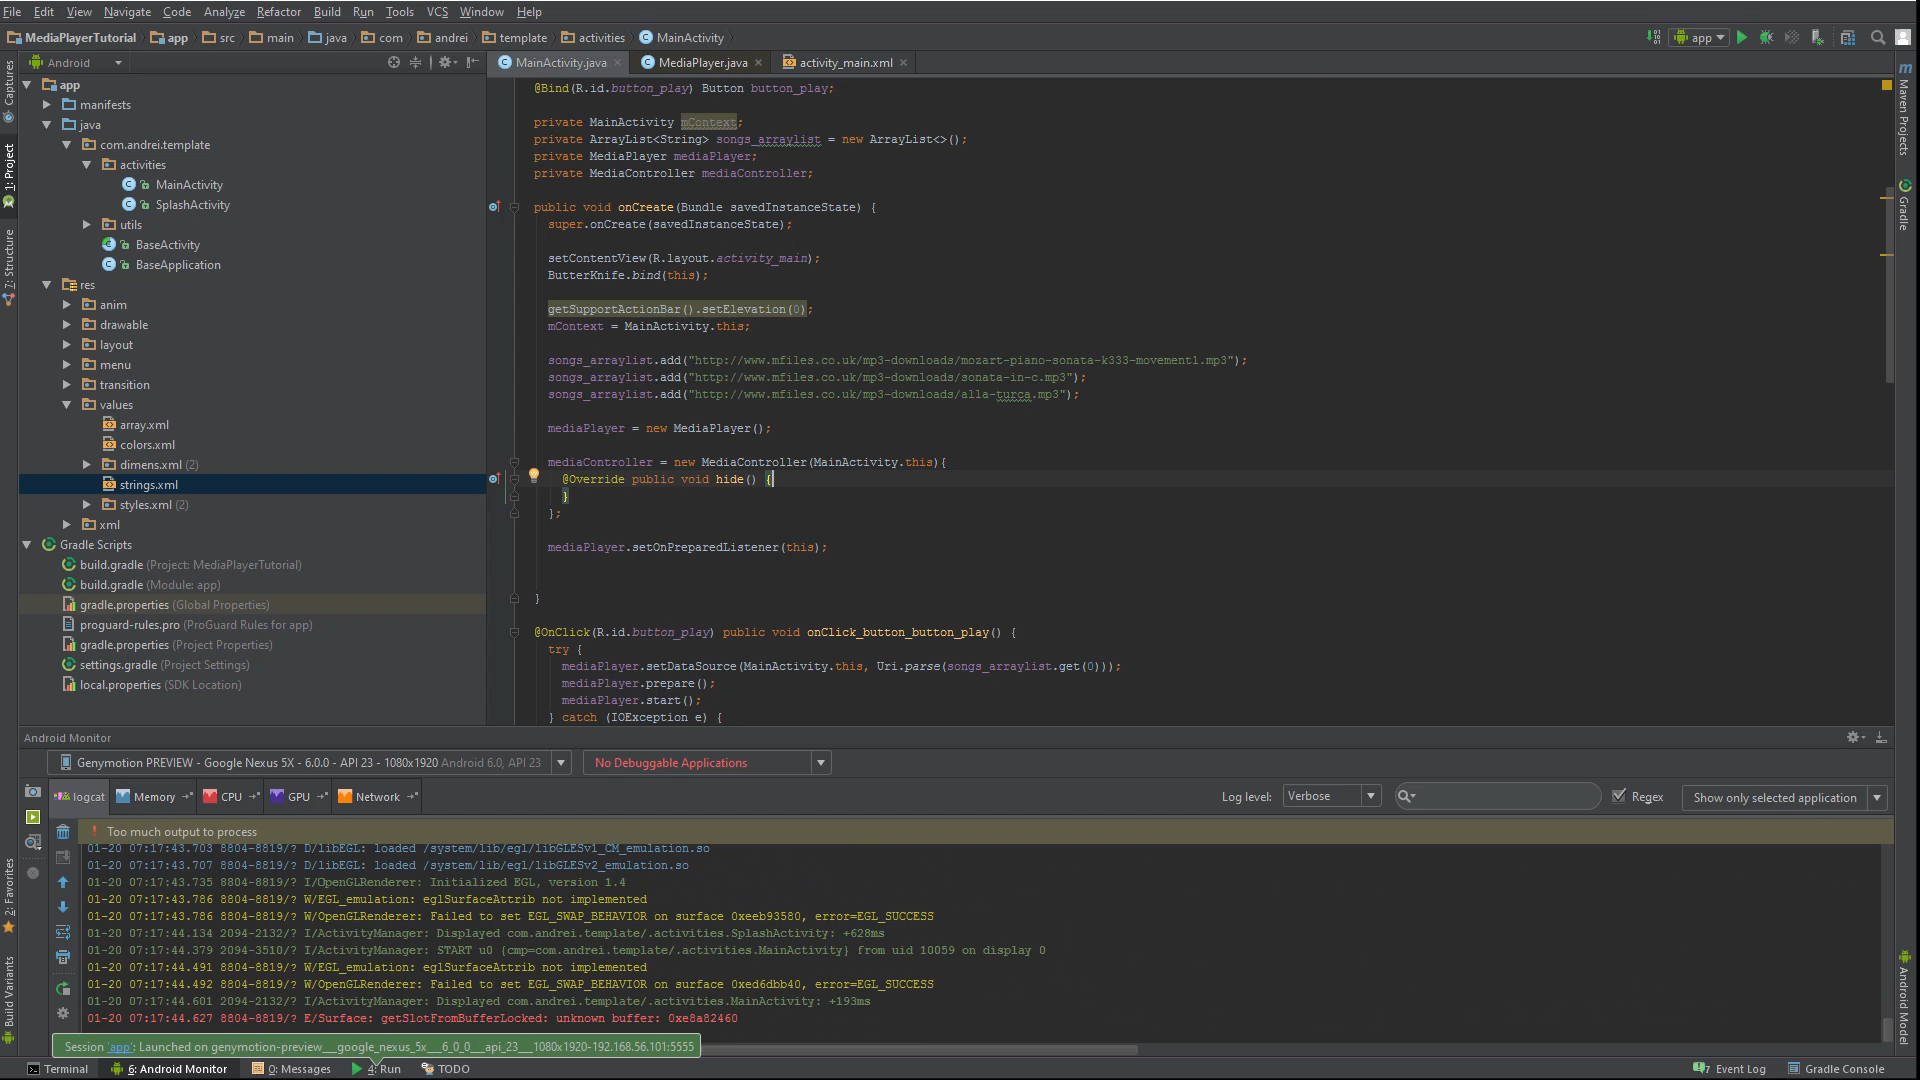 File Edit View Navigate Code Analyze Refactor Build Run Tools VCS Window Help
MediaPlayerTutorial app src main java com andrei template activities MainActivity app
Android
MainActivity.java MediaPlayer.java activity_main.xml
Captures
1: Project
7: Structure
2: Favorites
Build Variants
app
manifests
java
com.andrei.template
activities
MainActivity
SplashActivity
utils
BaseActivity
BaseApplication
res
anim
drawable
layout
menu
transition
values
array.xml
colors.xml
dimens.xml (2)
strings.xml
styles.xml (2)
xml
Gradle Scripts
build.gradle (Project: MediaPlayerTutorial)
build.gradle (Module: app)
gradle.properties (Global Properties)
proguard-rules.pro (ProGuard Rules for app)
gradle.properties (Project Properties)
settings.gradle (Project Settings)
local.properties (SDK Location)
@Bind(R.id.button_play) Button button_play;
private MainActivity mContext;
private ArrayList<String> songs_arraylist = new ArrayList<>();
private MediaPlayer mediaPlayer;
private MediaController mediaController;
public void onCreate(Bundle savedInstanceState) {
super.onCreate(savedInstanceState);
setContentView(R.layout.activity_main);
ButterKnife.bind(this);
getSupportActionBar().setElevation(0);
mContext = MainActivity.this;
songs_arraylist.add("http://www.mfiles.co.uk/mp3-downloads/mozart-piano-sonata-k333-movement1.mp3");
songs_arraylist.add("http://www.mfiles.co.uk/mp3-downloads/sonata-in-c.mp3");
songs_arraylist.add("http://www.mfiles.co.uk/mp3-downloads/alla-turca.mp3");
mediaPlayer = new MediaPlayer();
mediaController = new MediaController(MainActivity.this){
@Override public void hide() {
}
};
mediaPlayer.setOnPreparedListener(this);
}
@OnClick(R.id.button_play) public void onClick_button_button_play() {
try {
mediaPlayer.setDataSource(MainActivity.this, Uri.parse(songs_arraylist.get(0)));
mediaPlayer.prepare();
mediaPlayer.start();
} catch (IOException e) {
m Maven Projects
Gradle
Android Model
Android Monitor
Genymotion PREVIEW - Google Nexus 5X - 6.0.0 - API 23 - 1080x1920 Android 6.0, API 23 No Debuggable Applications
logcat Memory CPU GPU Network Log level: Verbose Regex Show only selected application
Too much output to process
01-20 07:17:43.703 8804-8819/? D/libEGL: loaded /system/lib/egl/libGLESv1_CM_emulation.so
01-20 07:17:43.707 8804-8819/? D/libEGL: loaded /system/lib/egl/libGLESv2_emulation.so
01-20 07:17:43.735 8804-8819/? I/OpenGLRenderer: Initialized EGL, version 1.4
01-20 07:17:43.786 8804-8819/? W/EGL_emulation: eglSurfaceAttrib not implemented
01-20 07:17:43.786 8804-8819/? W/OpenGLRenderer: Failed to set EGL_SWAP_BEHAVIOR on surface 0xeeb93580, error=EGL_SUCCESS
01-20 07:17:44.134 2094-2132/? I/ActivityManager: Displayed com.andrei.template/.activities.SplashActivity: +628ms
01-20 07:17:44.379 2094-3510/? I/ActivityManager: START u0 {cmp=com.andrei.template/.activities.MainActivity} from uid 10059 on display 0
01-20 07:17:44.491 8804-8819/? W/EGL_emulation: eglSurfaceAttrib not implemented
01-20 07:17:44.492 8804-8819/? W/OpenGLRenderer: Failed to set EGL_SWAP_BEHAVIOR on surface 0xed6dbb40, error=EGL_SUCCESS
01-20 07:17:44.601 2094-2132/? I/ActivityManager: Displayed com.andrei.template/.activities.MainActivity: +193ms
01-20 07:17:44.627 8804-8819/? E/Surface: getSlotFromBufferLocked: unknown buffer: 0xe8a82460
Session 'app': Launched on genymotion-preview___google_nexus_5x___6_0_0___api_23___1080x1920-192.168.56.101:5555
Terminal 6: Android Monitor 0: Messages 4: Run TODO 7 Event Log Gradle Console